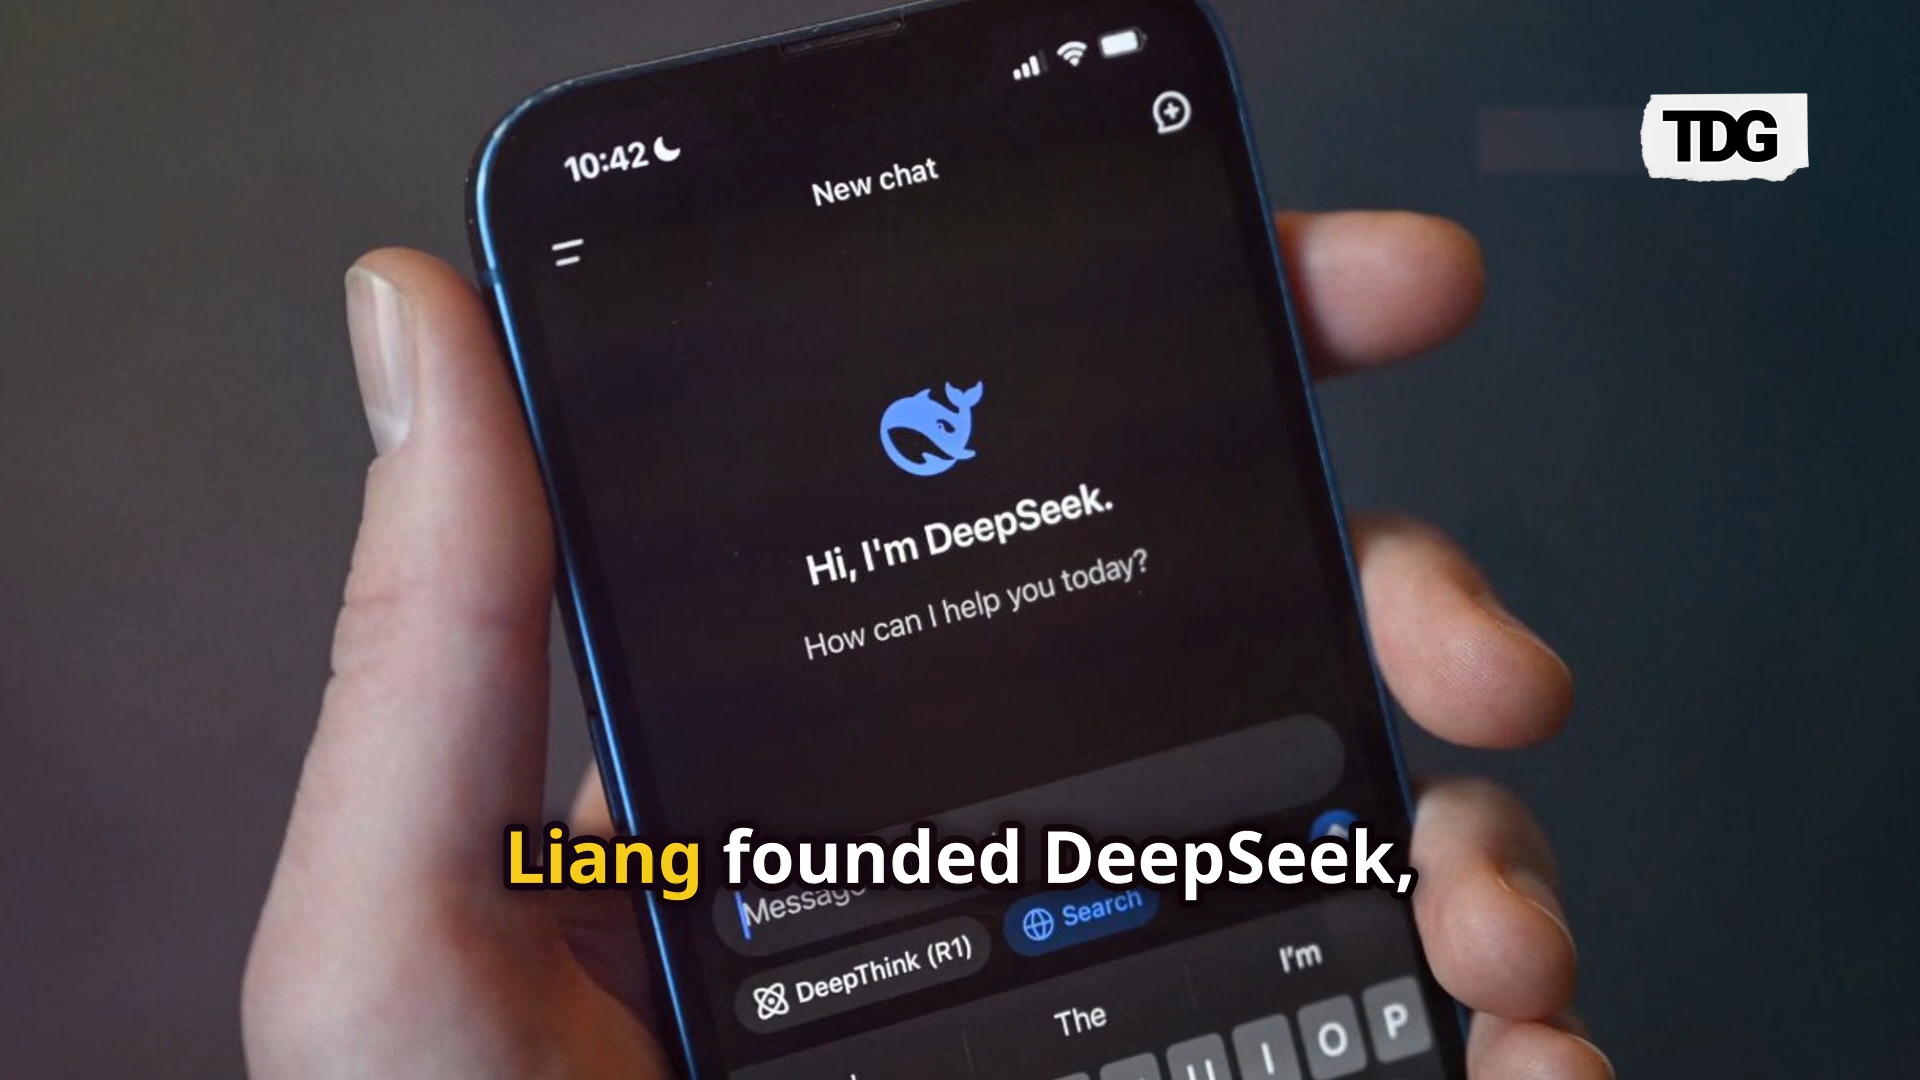 TDG
10:42
New chat
Hi, I'm DeepSeek.
How can I help you today?
Liang founded DeepSeek,
Message
DeepThink (R1)
Search
The
I'm
U I O P